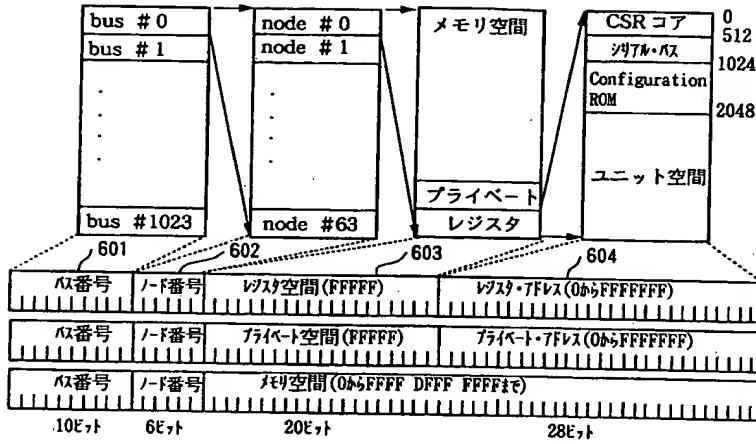 bus #0
bus #1
bus #1023
node #0
node #1
node #63
メモリ空間
プライベート
レジスタ
CSRコア
シリアル・バス
Configuration
ROM
ユニット空間
0
512
1024
2048
601
602
603
604
バス番号
ノード番号
レジスタ空間(FFFFF)
レジスタ・アドレス(0からFFFFFFF)
バス番号
ノード番号
プライベート空間(FFFFF)
プライベート・アドレス(0からFFFFFFF)
バス番号
ノード番号
メモリ空間(0からFFFF DFFF FFFFまで)
10ビット
6ビット
20ビット
28ビット